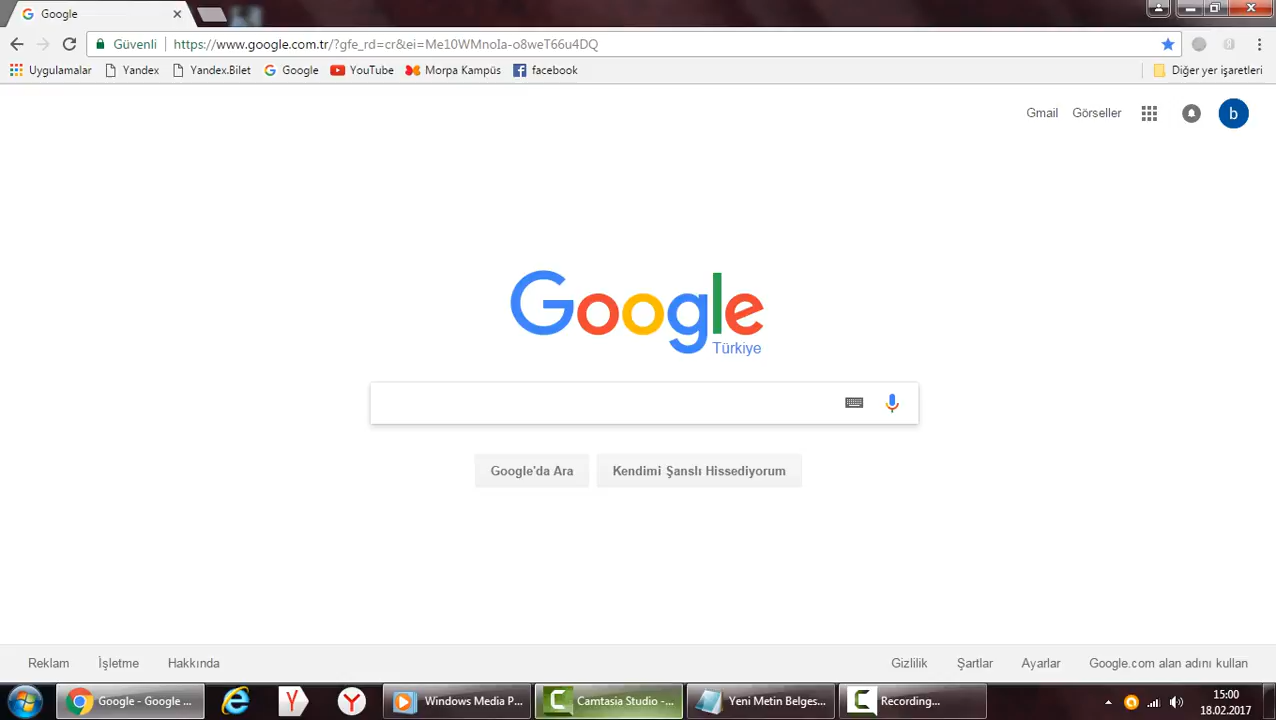 Google
Güvenli https://www.google.com.tr/?gfe_rd=cr&ei=Me10WMnoIa-o8weT66u4DQ
Uygulamalar Yandex Yandex.Bilet Google YouTube Morpa Kampüs facebook Diğer yer işaretleri
Gmail Görseller b
Google
Türkiye
Google'da Ara Kendimi Şanslı Hissediyorum
Reklam İşletme Hakkında Gizlilik Şartlar Ayarlar Google.com alan adını kullan
Google - Google ... Windows Media P... Camtasia Studio -... Yeni Metin Belges... Recording... 15:00
18.02.2017